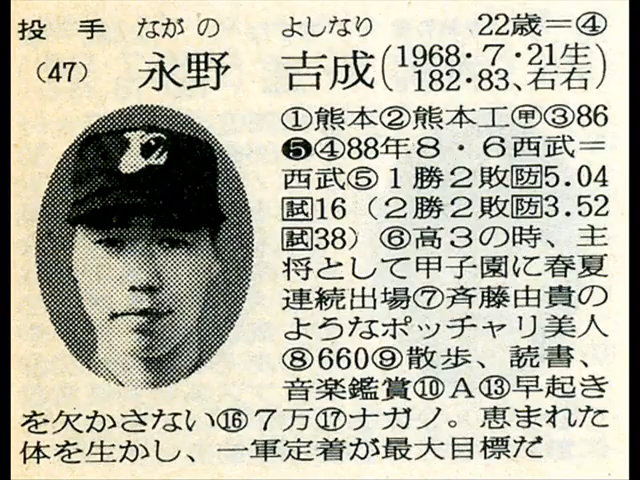 投手 ながの よしなり 22歳＝④
（47） 永野 吉成（1968・7・21生 182・83、右右）
①熊本②熊本工㊙③86
❺④88年8・6西武＝
西武⑤1勝2敗防5.04
試16（2勝2敗防3.52
試38）⑥高3の時、主
将として甲子園に春夏
連続出場⑦斉藤由貴の
ようなポッチャリ美人
⑧660⑨散歩、読書、
音楽鑑賞⑩A⑬早起き
を欠かさない⑯7万⑰ナガノ。恵まれた
体を生かし、一軍定着が最大目標だ